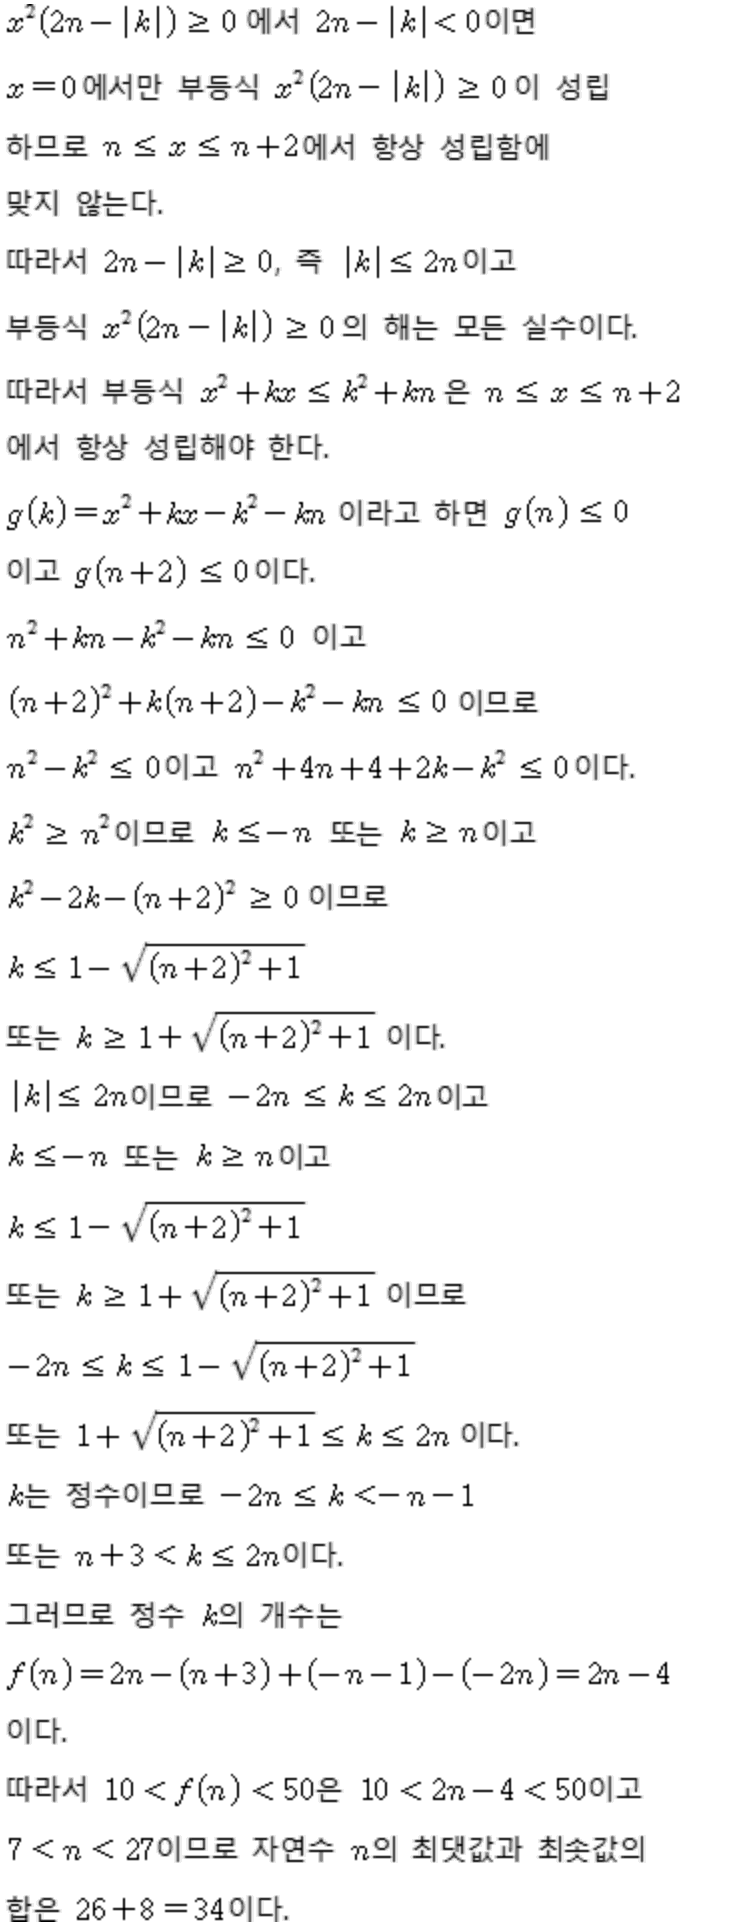 x²(2n−|k|) ≥ 0 에서 2n−|k| < 0이면
x=0에서만 부등식 x²(2n−|k|) ≥ 0 이 성립
하므로 n ≤ x ≤ n+2에서 항상 성립함에
맞지 않는다.
따라서 2n−|k| ≥ 0, 즉 |k| ≤ 2n이고
부등식 x²(2n−|k|) ≥ 0 의 해는 모든 실수이다.
따라서 부등식 x²+kx ≤ k²+kn 은 n ≤ x ≤ n+2
에서 항상 성립해야 한다.
g(k)=x²+kx−k²−kn 이라고 하면 g(n) ≤ 0
이고 g(n+2) ≤ 0이다.
n²+kn−k²−kn ≤ 0 이고
(n+2)²+k(n+2)−k²−kn ≤ 0 이므로
n²−k² ≤ 0이고 n²+4n+4+2k−k² ≤ 0이다.
k² ≥ n²이므로 k ≤ −n 또는 k ≥ n이고
k²−2k−(n+2)² ≥ 0 이므로
k ≤ 1−√((n+2)²+1)
또는 k ≥ 1+√((n+2)²+1) 이다.
|k| ≤ 2n이므로 −2n ≤ k ≤ 2n이고
k ≤ −n 또는 k ≥ n이고
k ≤ 1−√((n+2)²+1)
또는 k ≥ 1+√((n+2)²+1) 이므로
−2n ≤ k ≤ 1−√((n+2)²+1)
또는 1+√((n+2)²+1) ≤ k ≤ 2n 이다.
k는 정수이므로 −2n ≤ k <−n−1
또는 n+3 < k ≤ 2n이다.
그러므로 정수 k의 개수는
f(n)=2n−(n+3)+(−n−1)−(−2n)=2n−4
이다.
따라서 10 < f(n) < 50은 10 < 2n−4 < 50이고
7 < n < 27이므로 자연수 n의 최댓값과 최솟값의
합은 26+8=34이다.